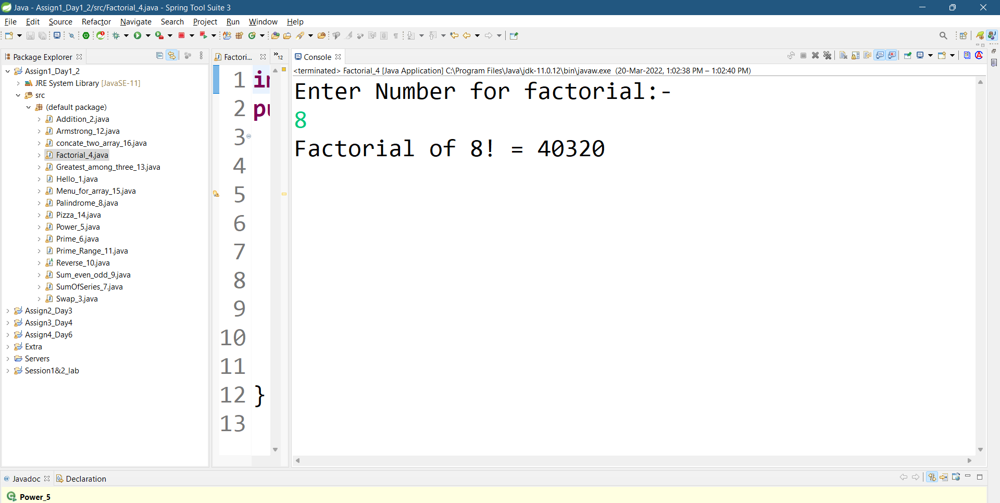 Java - Assign1_Day1_2/src/Factorial_4.java - Spring Tool Suite 3
File Edit Source Refactor Navigate Search Project Run Window Help
Package Explorer
Assign1_Day1_2
JRE System Library [JavaSE-11]
src
(default package)
Addition_2.java
Armstrong_12.java
concate_two_array_16.java
Factorial_4.java
Greatest_among_three_13.java
Hello_1.java
Menu_for_array_15.java
Palindrome_8.java
Pizza_14.java
Power_5.java
Prime_6.java
Prime_Range_11.java
Reverse_10.java
Sum_even_odd_9.java
SumOfSeries_7.java
Swap_3.java
Assign2_Day3
Assign3_Day4
Assign4_Day6
Extra
Servers
Session1&2_lab
Factori... »12
1
2
3
4
5
6
7
8
9
10
11
12 }
13
Console
<terminated> Factorial_4 [Java Application] C:\Program Files\Java\jdk-11.0.12\bin\javaw.exe (20-Mar-2022, 1:02:38 PM – 1:02:40 PM)
Enter Number for factorial:-
8
Factorial of 8! = 40320
@ Javadoc Declaration
Power_5